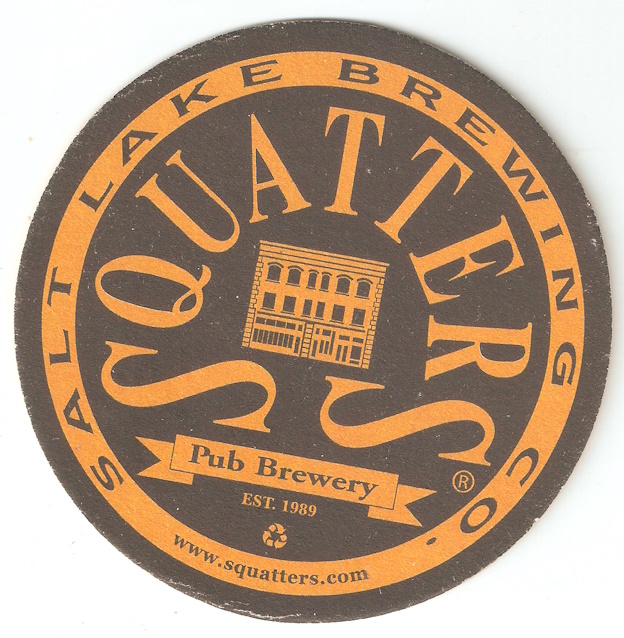 SALT LAKE BREWING CO.
SQUATTERS
®
Pub Brewery
EST. 1989
www.squatters.com